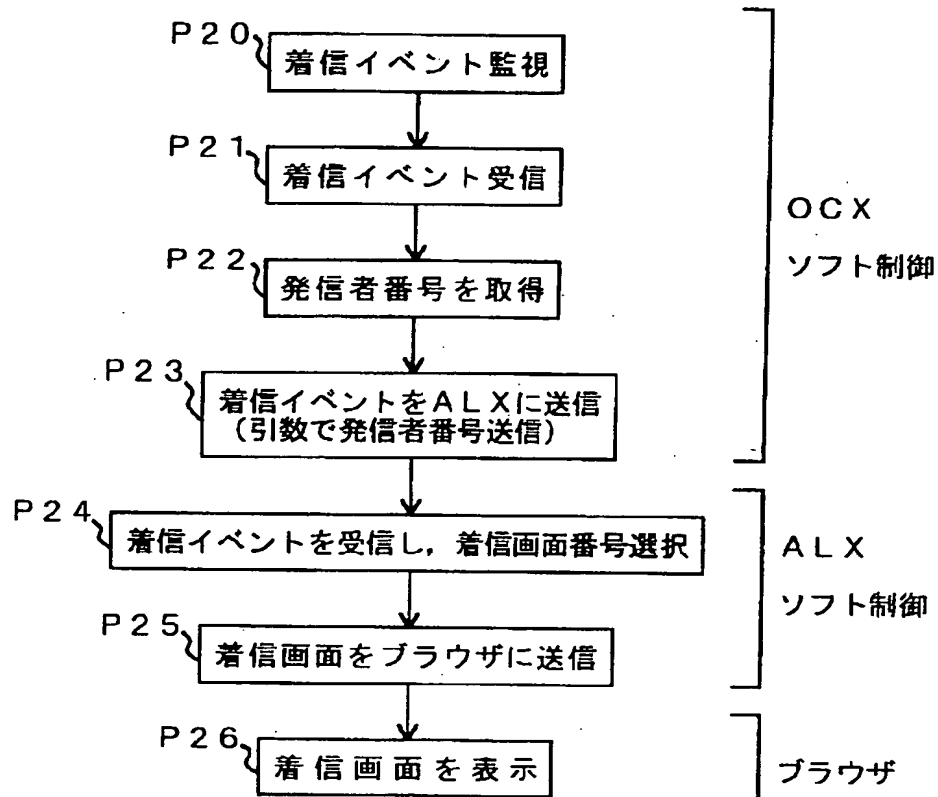 P20
着信イベント監視
P21
着信イベント受信
P22
発信者番号を取得
P23
着信イベントをALXに送信
(引数で発信者番号送信)
OCX
ソフト制御
P24
着信イベントを受信し,着信画面番号選択
P25
着信画面をブラウザに送信
ALX
ソフト制御
P26
着信画面を表示
ブラウザ